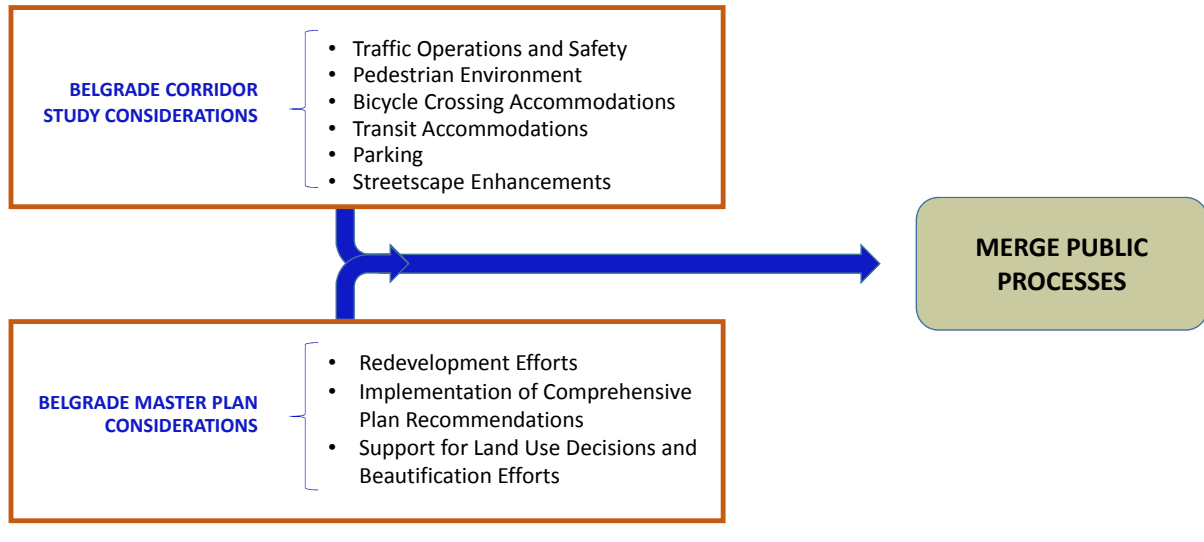 BELGRADE CORRIDOR
STUDY CONSIDERATIONS
• Traffic Operations and Safety
• Pedestrian Environment
• Bicycle Crossing Accommodations
• Transit Accommodations
• Parking
• Streetscape Enhancements
MERGE PUBLIC
PROCESSES
BELGRADE MASTER PLAN
CONSIDERATIONS
• Redevelopment Efforts
• Implementation of Comprehensive
Plan Recommendations
• Support for Land Use Decisions and
Beautification Efforts